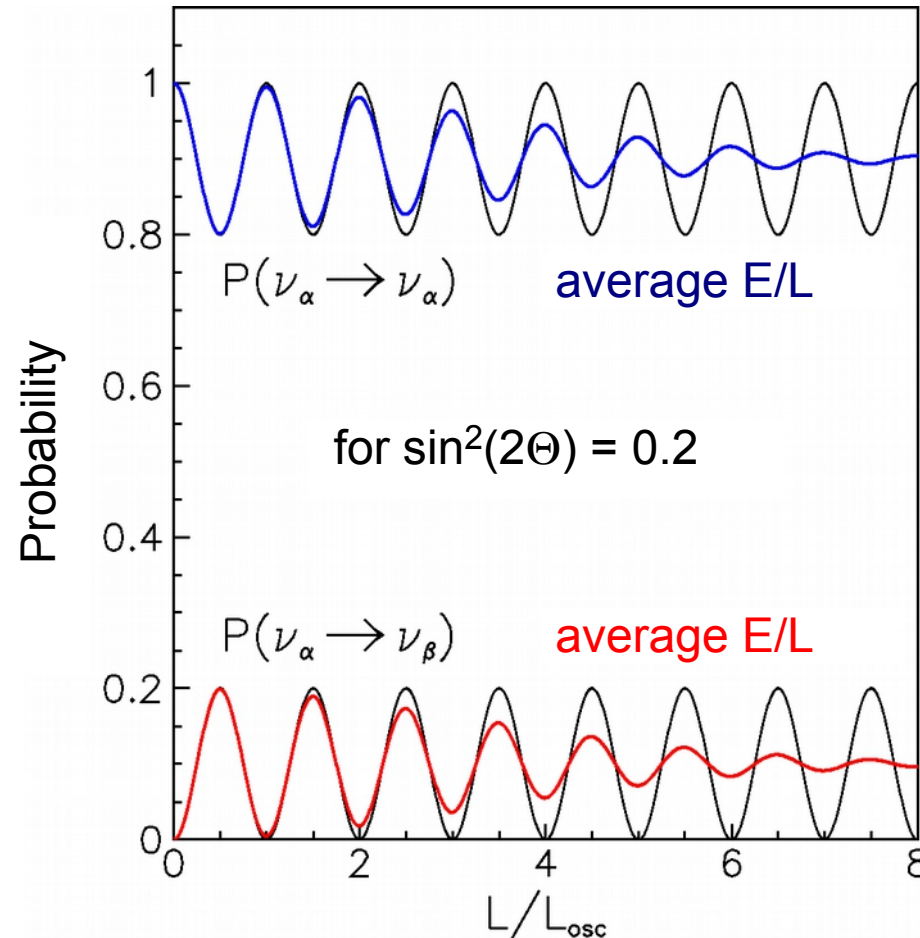 1
0.8
P(ν_α → ν_α) average E/L
0.6
for sin²(2Θ) = 0.2
0.4
P(ν_α → ν_β) average E/L
0.2
0
0 2 4 6 8
L/L_osc
Probability